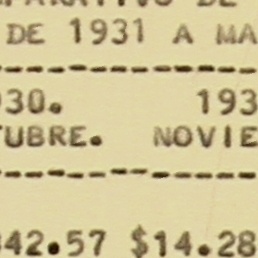 DE 1931 A MA
930. 193
TUBRE. NOVIE
342.57 $14.28